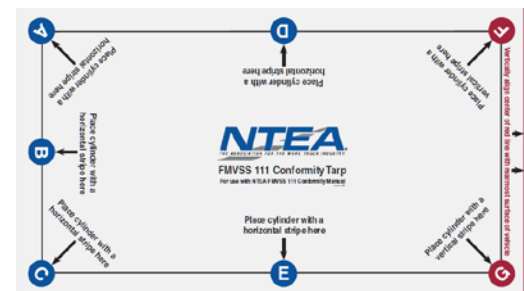 A
Place cylinder with a
horizontal stripe here
D
Place cylinder with a
horizontal stripe here
F
Place cylinder with a
vertical stripe here
Vertically align center of red line with rearmost surface of vehicle
B
Place cylinder with a
horizontal stripe here
NTEA
THE ASSOCIATION FOR THE WORK TRUCK INDUSTRY
FMVSS 111 Conformity Tarp
For use with NTEA FMVSS 111 Conformity Manual
C
Place cylinder with a
horizontal stripe here
Place cylinder with a
horizontal stripe here
E
Place cylinder with a
vertical stripe here
G